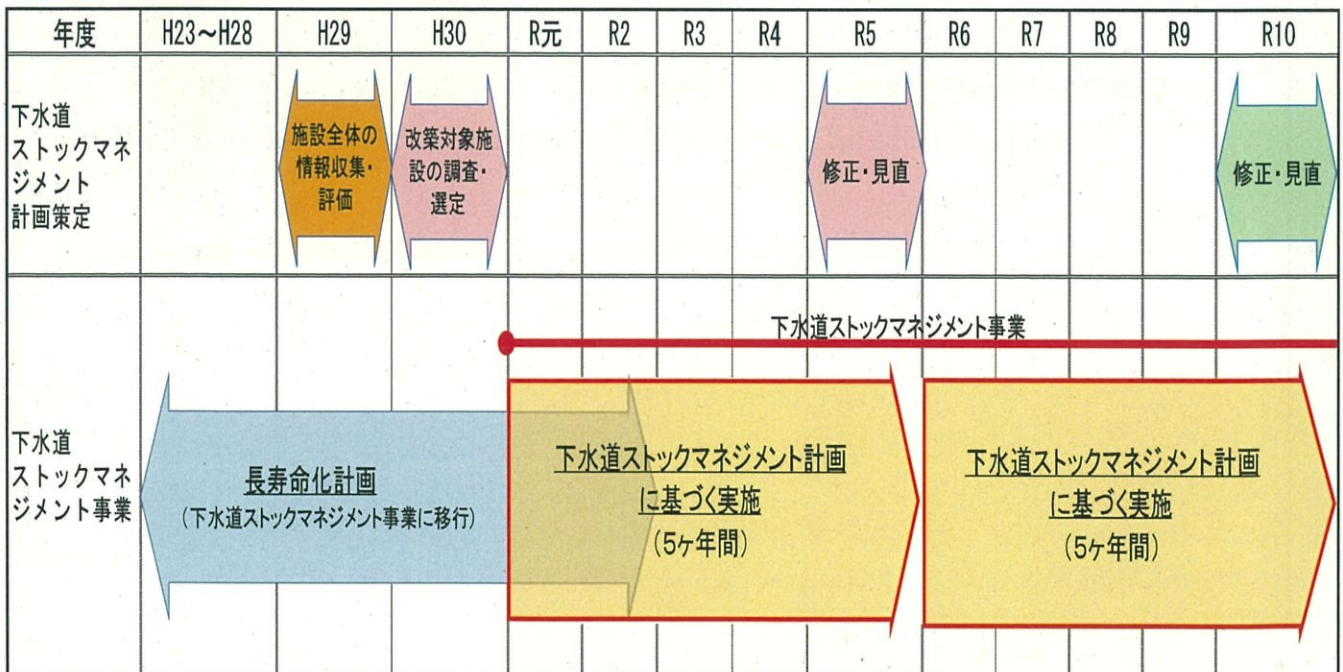 年度 H23～H28 H29 H30 R元 R2 R3 R4 R5 R6 R7 R8 R9 R10
下水道
ストックマネ
ジメント
計画策定
施設全体の
情報収集・
評価
改築対象施
設の調査・
選定
修正・見直
修正・見直
下水道ストックマネジメント事業
下水道
ストックマネ
ジメント事業
長寿命化計画
（下水道ストックマネジメント事業に移行）
下水道ストックマネジメント計画
に基づく実施
（5ヶ年間）
下水道ストックマネジメント計画
に基づく実施
（5ヶ年間）